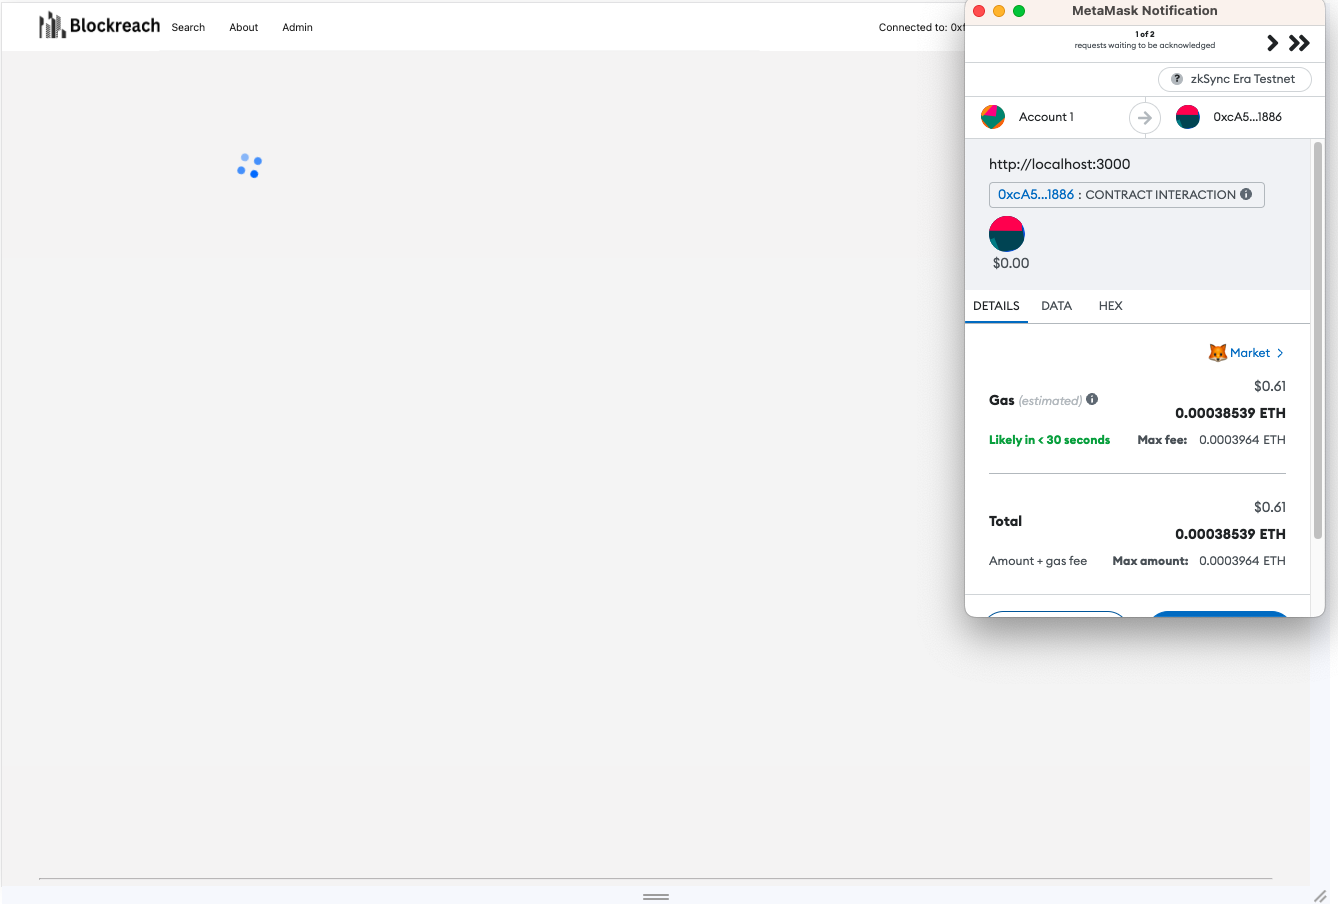 Blockreach Search About Admin
Connected to: 0xf
MetaMask Notification
1 of 2
requests waiting to be acknowledged
? zkSync Era Testnet
Account 1
0xcA5...1886
http://localhost:3000
0xcA5...1886 : CONTRACT INTERACTION
$0.00
DETAILS DATA HEX
Market >
$0.61
Gas (estimated)
0.00038539 ETH
Likely in < 30 seconds Max fee: 0.0003964 ETH
$0.61
Total
0.00038539 ETH
Amount + gas fee Max amount: 0.0003964 ETH